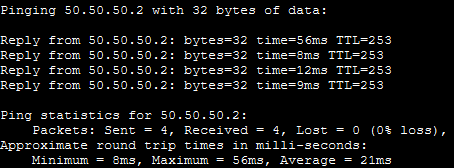 Pinging 50.50.50.2 with 32 bytes of data:
Reply from 50.50.50.2: bytes=32 time=56ms TTL=253
Reply from 50.50.50.2: bytes=32 time=8ms TTL=253
Reply from 50.50.50.2: bytes=32 time=12ms TTL=253
Reply from 50.50.50.2: bytes=32 time=9ms TTL=253
Ping statistics for 50.50.50.2:
Packets: Sent = 4, Received = 4, Lost = 0 (0% loss),
Approximate round trip times in milli-seconds:
Minimum = 8ms, Maximum = 56ms, Average = 21ms